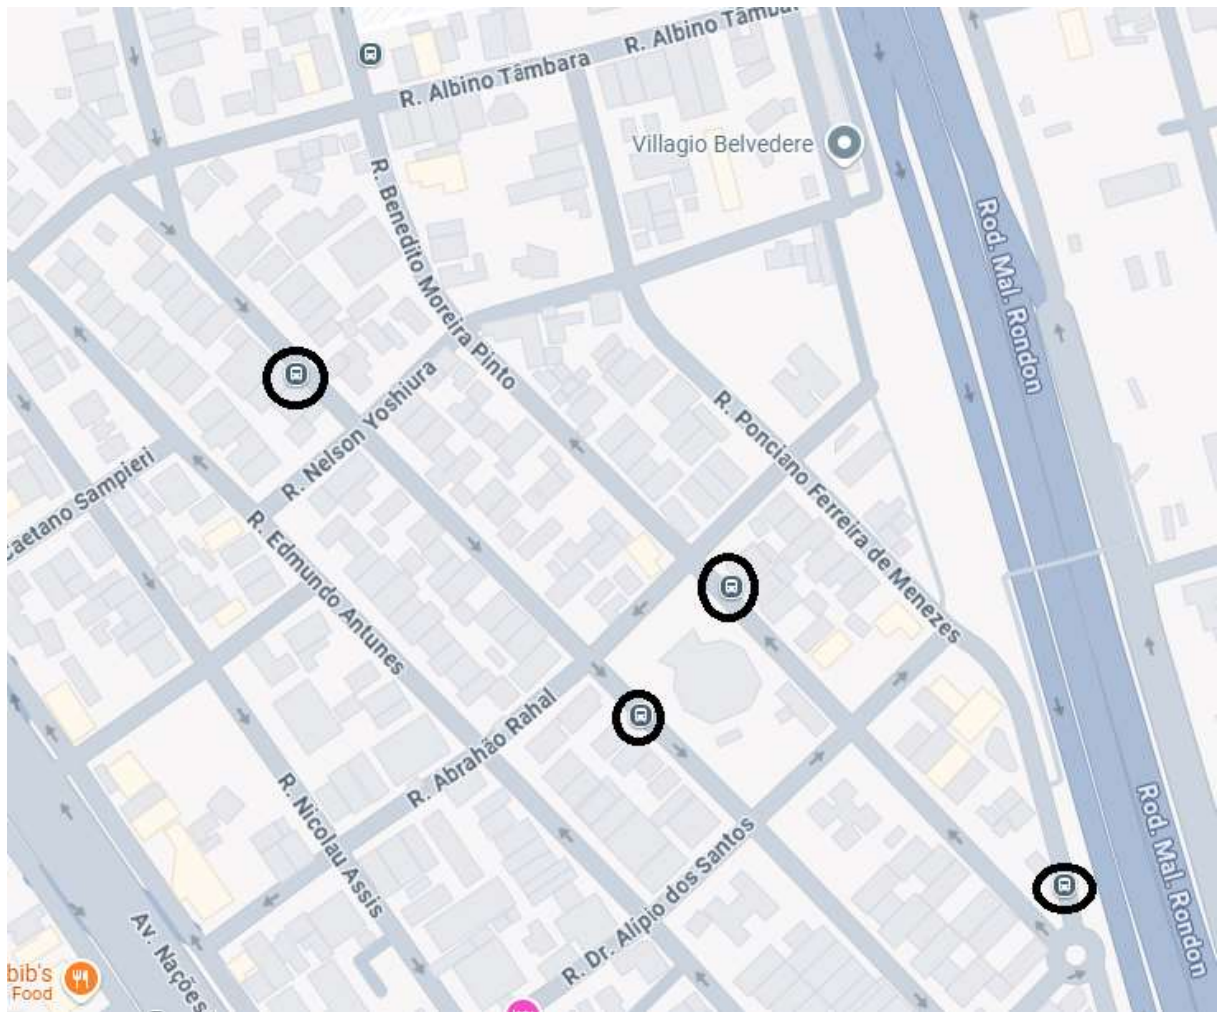 R. Albino Tâmbara
R. Albino Tâmbara
Villagio Belvedere
R. Benedito Moreira Pinto
Rod. Mal. Rondon
R. Nelson Yoshiura
R. Ponciano Ferreira de Menezes
Caetano Sampieri
R. Edmundo Antunes
R. Abrahão Rahal
R. Nicolau Assis
R. Dr. Alípio dos Santos
Rod. Mal. Rondon
Av. Nações
bib's
Food